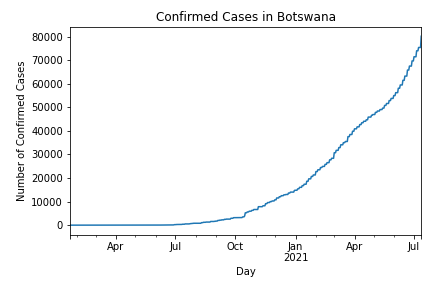 Confirmed Cases in Botswana
Number of Confirmed Cases
80000
70000
60000
50000
40000
30000
20000
10000
0
Apr Jul Oct Jan Apr Jul
2021
Day